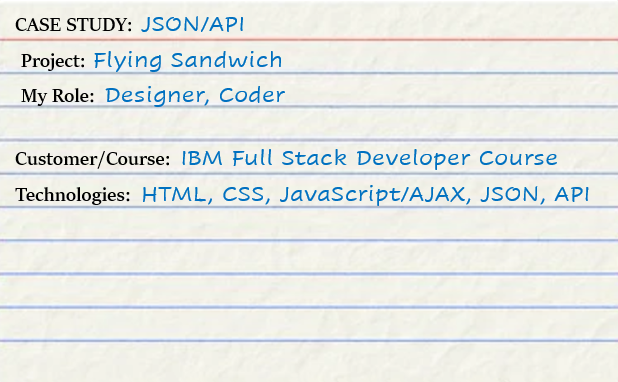 CASE STUDY: JSON/API
Project: Flying Sandwich
My Role: Designer, Coder
Customer/Course: IBM Full Stack Developer Course
Technologies: HTML, CSS, JavaScript/AJAX, JSON, API